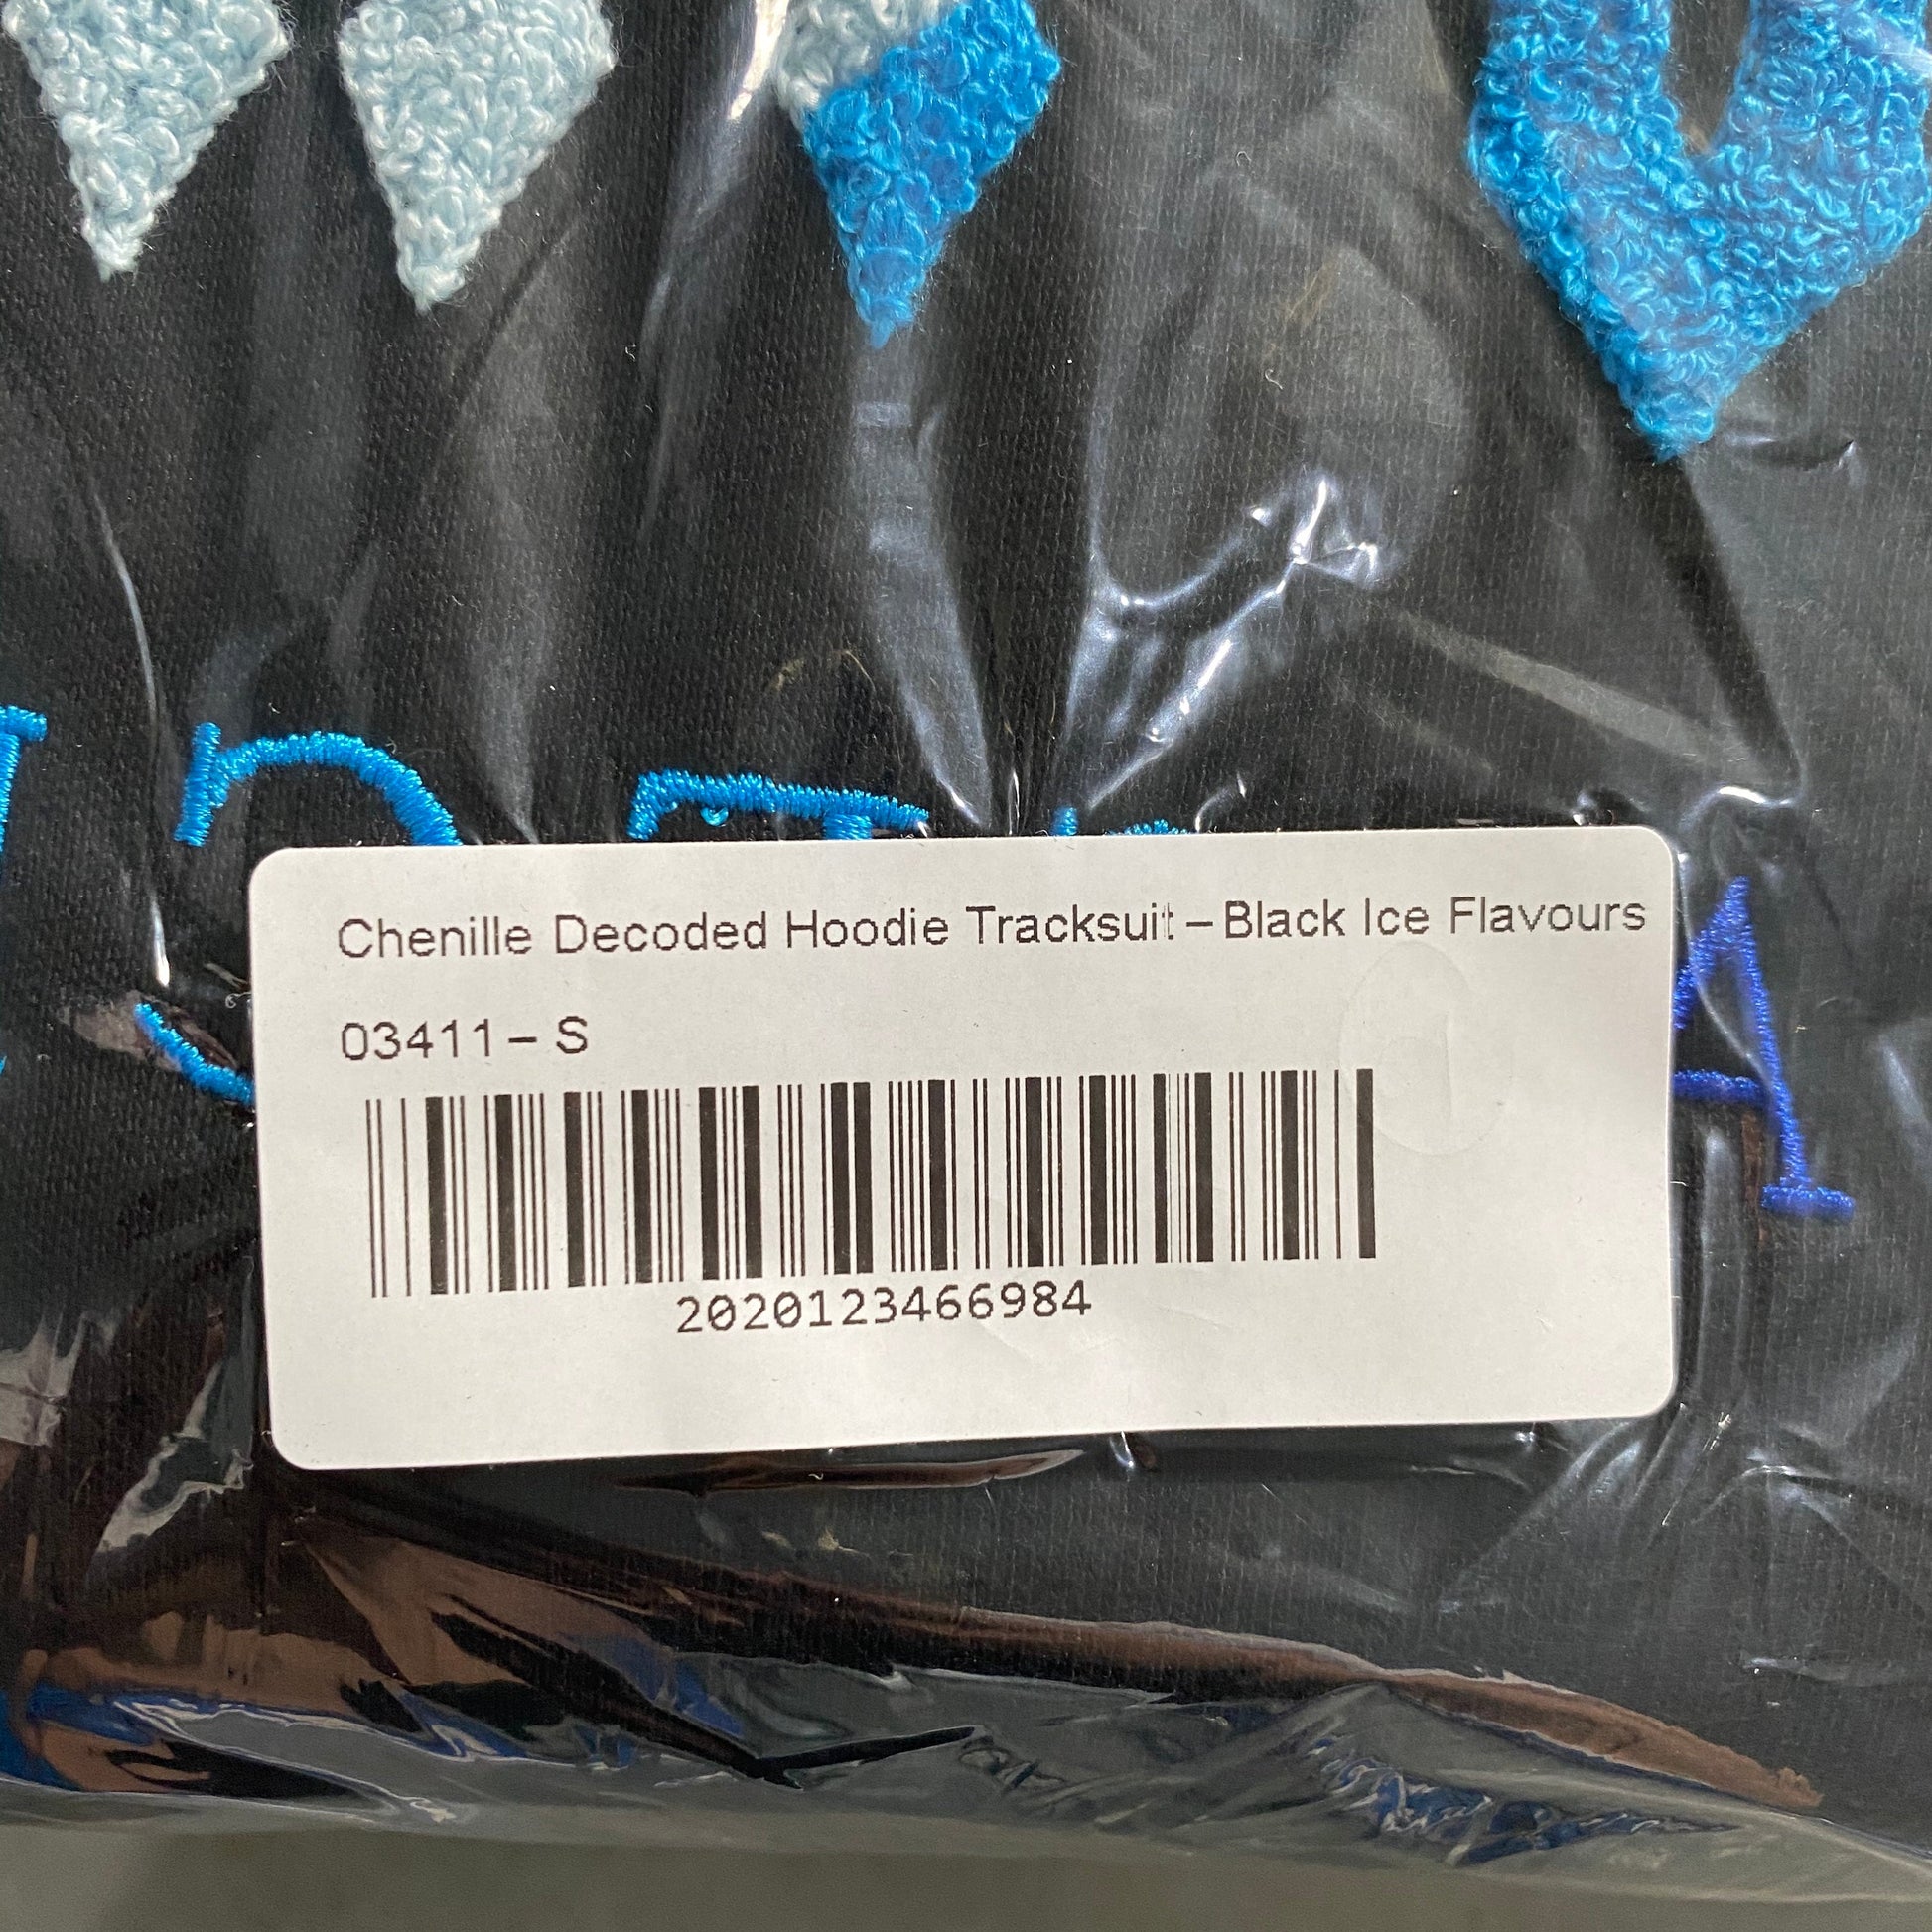 Chenille Decoded Hoodie Tracksuit – Black Ice Flavours
03411 – S
2020123466984